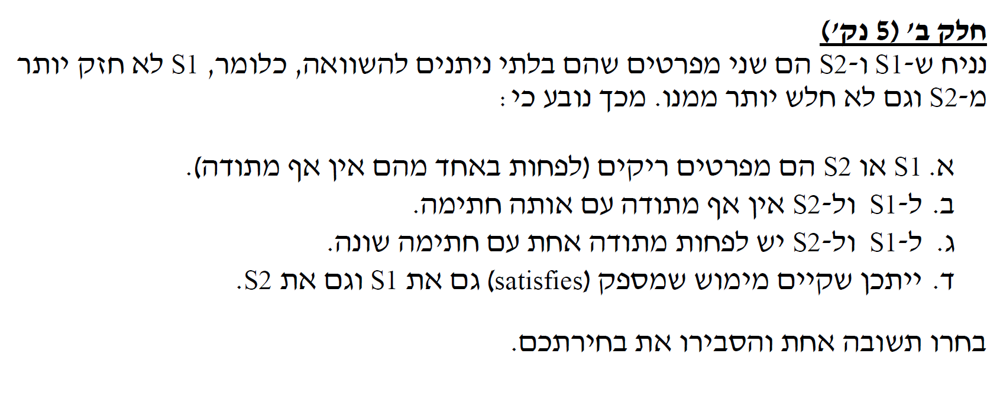 חלק ב' (5 נק')
נניח ש-S1 ו-S2 הם שני מפרטים שהם בלתי ניתנים להשוואה, כלומר, S1 לא חזק יותר
מ-S2 וגם לא חלש יותר ממנו. מכך נובע כי:
א. S1 או S2 הם מפרטים ריקים (לפחות באחד מהם אין אף מתודה).
ב. ל-S1 ול-S2 אין אף מתודה עם אותה חתימה.
ג. ל-S1 ול-S2 יש לפחות מתודה אחת עם חתימה שונה.
ד. ייתכן שקיים מימוש שמספק (satisfies) גם את S1 וגם את S2.
בחרו תשובה אחת והסבירו את בחירתכם.